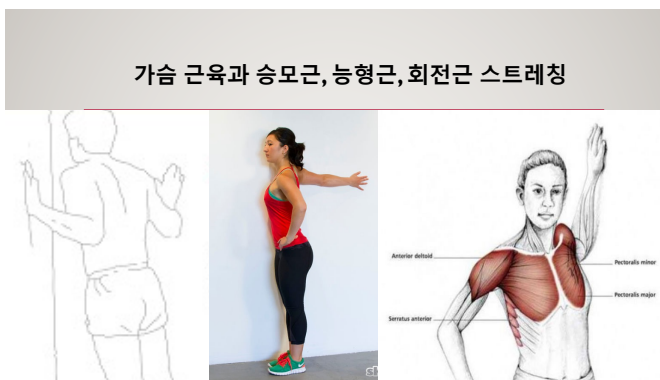 가슴 근육과 승모근, 능형근, 회전근 스트레칭
Anterior deltoid
Pectoralis minor
Pectoralis major
Serratus anterior